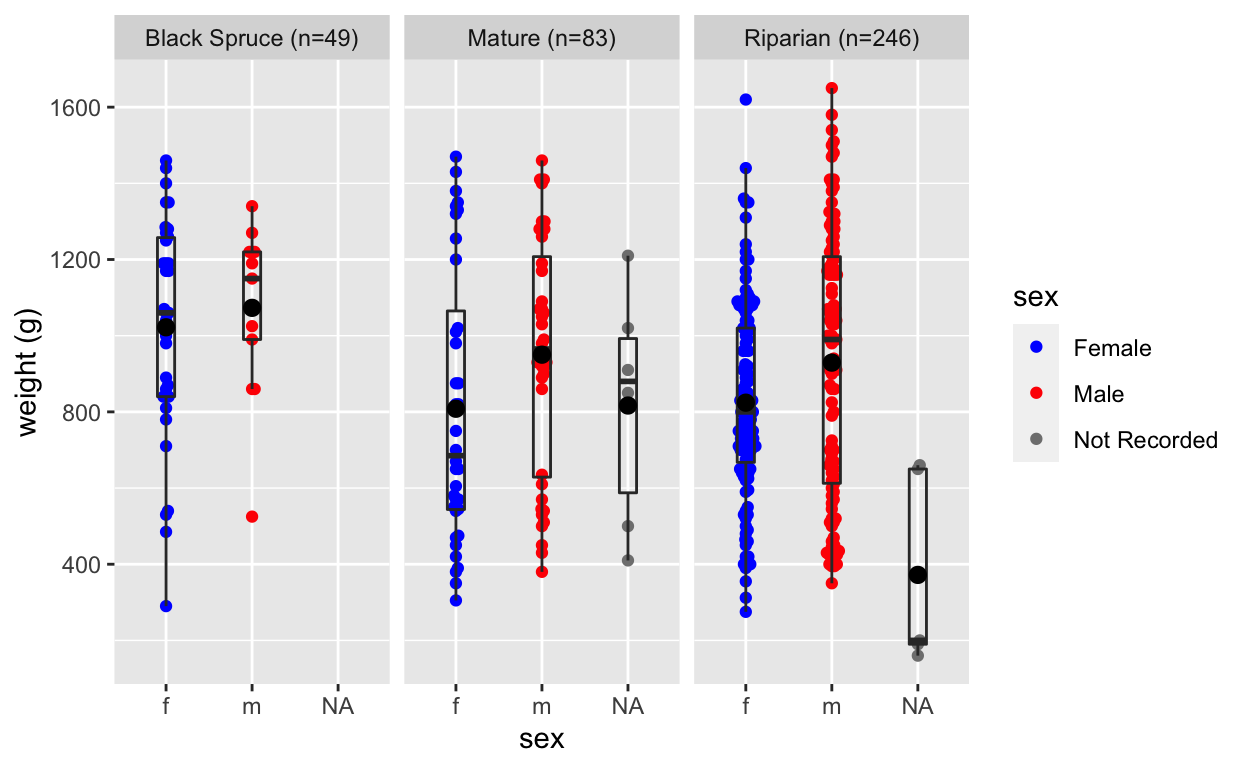 Black Spruce (n=49)
Mature (n=83)
Riparian (n=246)
1600
1200
800
400
weight (g)
f m NA
f m NA
f m NA
sex
sex
Female
Male
Not Recorded